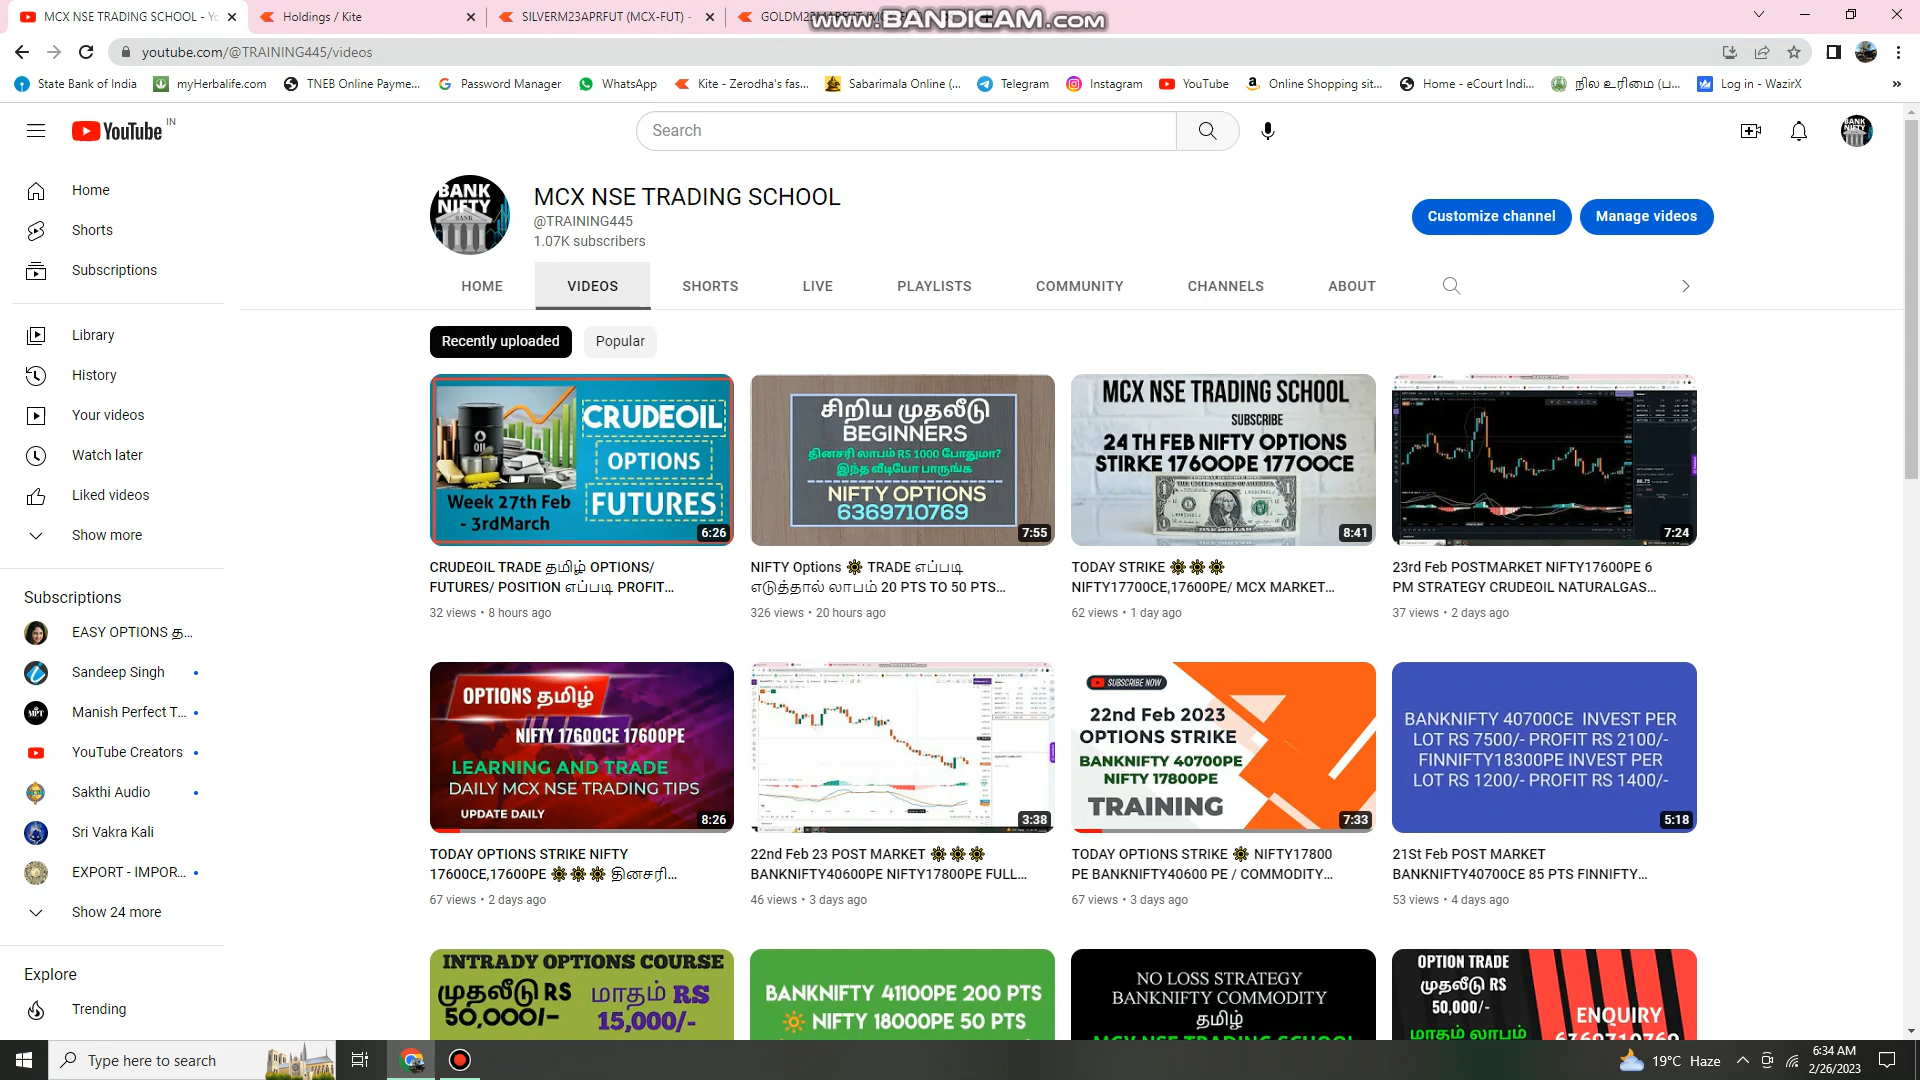 MCX NSE TRADING SCHOOL - Yo
Holdings / Kite
SILVERM23APRFUT (MCX-FUT) -
www.BANDICAM.com
youtube.com/@TRAINING445/videos
State Bank of India
myHerbalife.com
TNEB Online Payme...
Password Manager
WhatsApp
Kite - Zerodha's fas...
Sabarimala Online (...
Telegram
Instagram
YouTube
Online Shopping sit...
Home - eCourt Indi...
நில உரிமை (ப...
Log in - WazirX
YouTube IN
Search
Home
Shorts
Subscriptions
Library
History
Your videos
Watch later
Liked videos
Show more
Subscriptions
EASY OPTIONS த...
Sandeep Singh
Manish Perfect T...
YouTube Creators
Sakthi Audio
Sri Vakra Kali
EXPORT - IMPOR...
Show 24 more
Explore
Trending
BANK NIFTY
BANK
MCX NSE TRADING SCHOOL
@TRAINING445
1.07K subscribers
Customize channel
Manage videos
HOME
VIDEOS
SHORTS
LIVE
PLAYLISTS
COMMUNITY
CHANNELS
ABOUT
Recently uploaded
Popular
OIL
CRUDEOIL
OPTIONS
FUTURES
Week 27th Feb
- 3rdMarch
6:26
CRUDEOIL TRADE தமிழ் OPTIONS/
FUTURES/ POSITION எப்படி PROFIT...
32 views • 8 hours ago
சிறிய முதலீடு
BEGINNERS
தினசரி லாபம் RS 1000 போதுமா?
இந்த வீடியோ பாருங்க
NIFTY OPTIONS
6369710769
7:55
NIFTY Options TRADE எப்படி
எடுத்தால் லாபம் 20 PTS TO 50 PTS...
326 views • 20 hours ago
MCX NSE TRADING SCHOOL
SUBSCRIBE
24 TH FEB NIFTY OPTIONS
STIRKE 17600PE 17700CE
8:41
TODAY STRIKE
NIFTY17700CE,17600PE/ MCX MARKET...
62 views • 1 day ago
7:24
23rd Feb POSTMARKET NIFTY17600PE 6
PM STRATEGY CRUDEOIL NATURALGAS...
37 views • 2 days ago
OPTIONS தமிழ்
NIFTY 17600CE 17600PE
LEARNING AND TRADE
DAILY MCX NSE TRADING TIPS
UPDATE DAILY
8:26
TODAY OPTIONS STRIKE NIFTY
17600CE,17600PE தினசரி...
67 views • 2 days ago
3:38
22nd Feb 23 POST MARKET
BANKNIFTY40600PE NIFTY17800PE FULL...
46 views • 3 days ago
SUBSCRIBE NOW
22nd Feb 2023
OPTIONS STRIKE
BANKNIFTY 40700PE
NIFTY 17800PE
TRAINING
7:33
TODAY OPTIONS STRIKE NIFTY17800
PE BANKNIFTY40600 PE / COMMODITY...
67 views • 3 days ago
BANKNIFTY 40700CE INVEST PER
LOT RS 7500/- PROFIT RS 2100/-
FINNIFTY18300PE INVEST PER
LOT RS 1200/- PROFIT RS 1400/-
5:18
21St Feb POST MARKET
BANKNIFTY40700CE 85 PTS FINNIFTY...
53 views • 4 days ago
INTRADY OPTIONS COURSE
முதலீடு RS
50,000/-
மாதம் RS
15,000/-
BANKNIFTY 41100PE 200 PTS
NIFTY 18000PE 50 PTS
NO LOSS STRATEGY
BANKNIFTY COMMODITY
தமிழ்
MCX NSE TRADING SCHOOL
OPTION TRADE
முதலீடு RS
50,000/-
மாதம் லாபம்
ENQUIRY
6369710769
Type here to search
19°C Haze
6:34 AM
2/26/2023